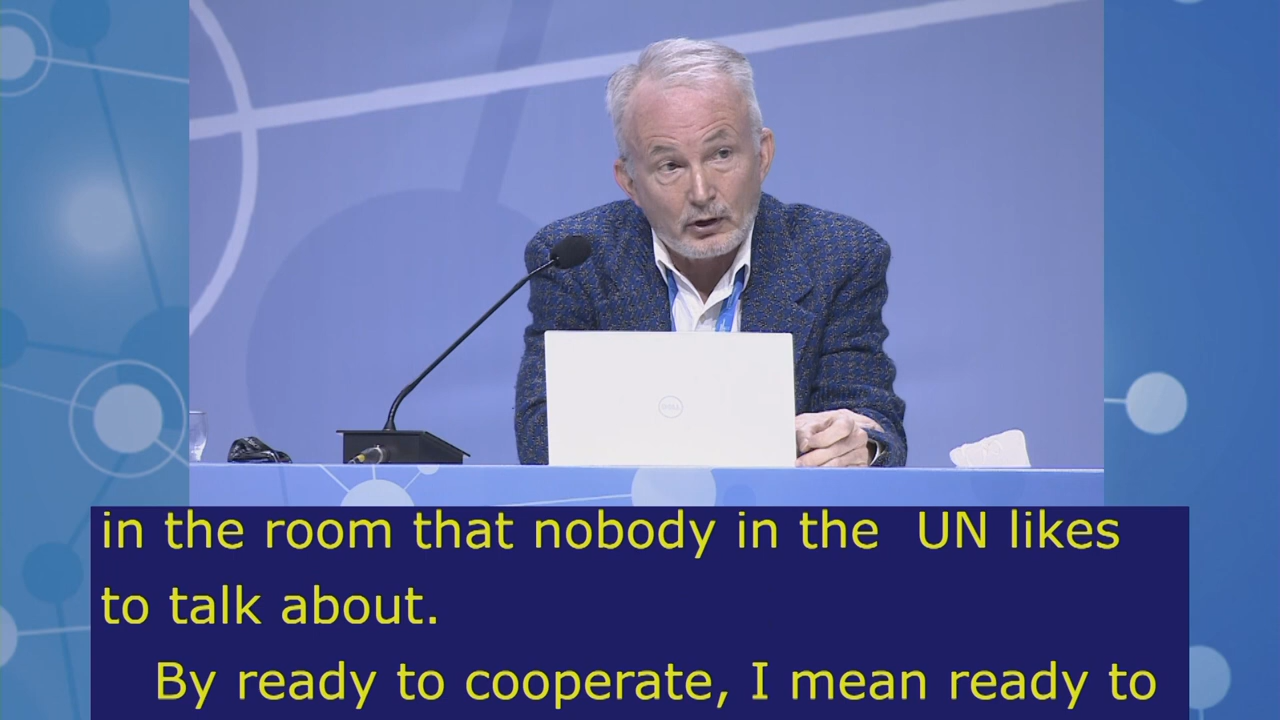 DELL
in the room that nobody in the  UN likes
to talk about.
By ready to cooperate, I mean ready to